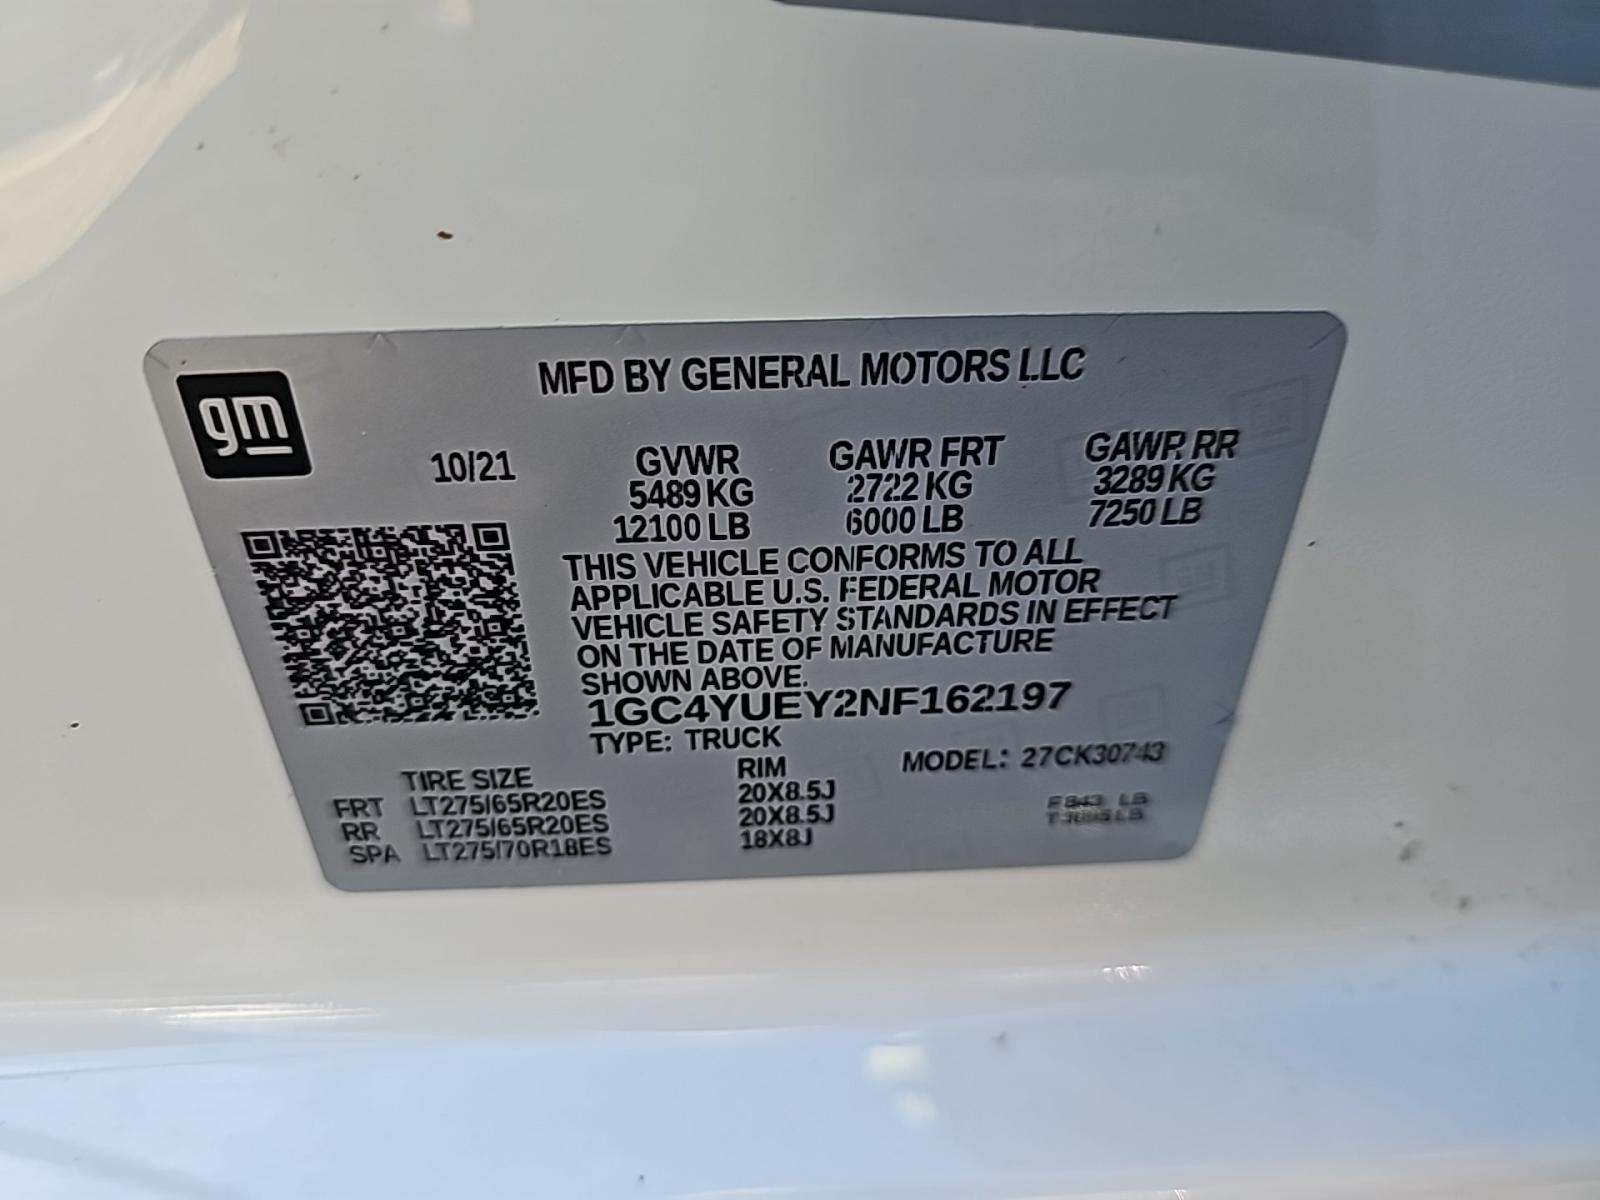 MFD BY GENERAL MOTORS LLC
gm
10/21
GVWR GAWR FRT GAWR RR
5489 KG 2722 KG 3289 KG
12100 LB 6000 LB 7250 LB
THIS VEHICLE CONFORMS TO ALL
APPLICABLE U.S. FEDERAL MOTOR
VEHICLE SAFETY STANDARDS IN EFFECT
ON THE DATE OF MANUFACTURE
SHOWN ABOVE.
1GC4YUEY2NF162197
TYPE: TRUCK
MODEL: 27CK30743
TIRE SIZE RIM
FRT LT275/65R20ES 20X8.5J
RR LT275/65R20ES 20X8.5J
SPA LT275/70R18ES 18X8J
F 843 LB
LB